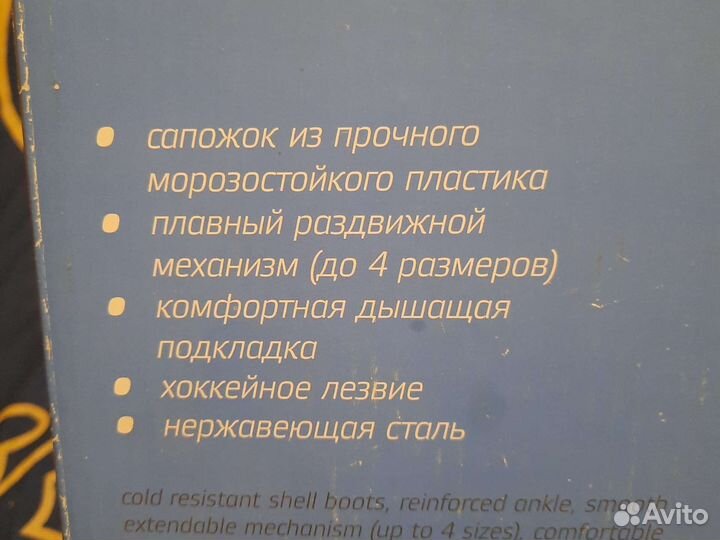 • сапожок из прочного
морозостойкого пластика
• плавный раздвижной
механизм (до 4 размеров)
• комфортная дышащая
подкладка
• хоккейное лезвие
• нержавеющая сталь
cold resistant shell boots, reinforced ankle, smooth
extendable mechanism (up to 4 sizes), comfortable
Avito